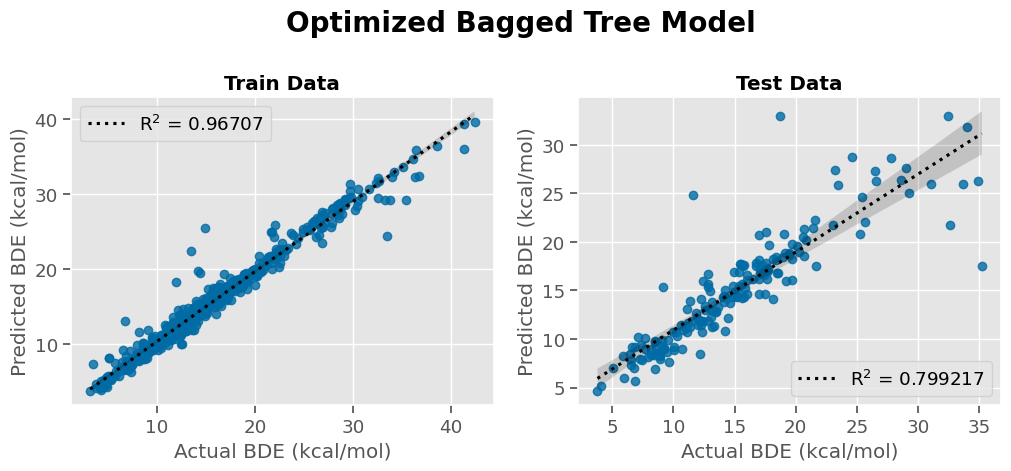 Optimized Bagged Tree Model
Train Data
R² = 0.96707
Predicted BDE (kcal/mol)
40
30
20
10
10 20 30 40
Actual BDE (kcal/mol)
Test Data
R² = 0.799217
Predicted BDE (kcal/mol)
35
30
25
20
15
10
5
5 10 15 20 25 30 35
Actual BDE (kcal/mol)